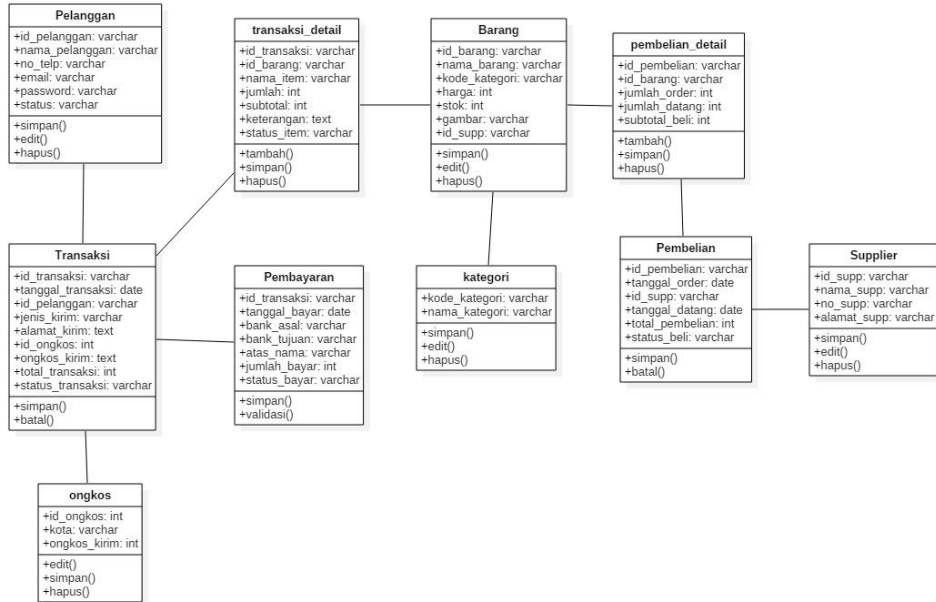 Pelanggan
+id_pelanggan: varchar
+nama_pelanggan: varchar
+no_telp: varchar
+email: varchar
+password: varchar
+status: varchar
+simpan()
+edit()
+hapus()
transaksi_detail
+id_transaksi: varchar
+id_barang: varchar
+nama_item: varchar
+jumlah: int
+subtotal: int
+keterangan: text
+status_item: varchar
+tambah()
+simpan()
+hapus()
Barang
+id_barang: varchar
+nama_barang: varchar
+kode_kategori: varchar
+harga: int
+stok: int
+gambar: varchar
+id_supp: varchar
+simpan()
+edit()
+hapus()
pembelian_detail
+id_pembelian: varchar
+id_barang: varchar
+jumlah_order: int
+jumlah_datang: int
+subtotal_beli: int
+tambah()
+simpan()
+hapus()
Transaksi
+id_transaksi: varchar
+tanggal_transaksi: date
+id_pelanggan: varchar
+jenis_kirim: varchar
+alamat_kirim: text
+id_ongkos: int
+ongkos_kirim: text
+total_transaksi: int
+status_transaksi: varchar
+simpan()
+batal()
Pembayaran
+id_transaksi: varchar
+tanggal_bayar: date
+bank_asal: varchar
+bank_tujuan: varchar
+atas_nama: varchar
+jumlah_bayar: int
+status_bayar: varchar
+simpan()
+validasi()
kategori
+kode_kategori: varchar
+nama_kategori: varchar
+simpan()
+edit()
+hapus()
Pembelian
+id_pembelian: varchar
+tanggal_order: date
+id_supp: varchar
+tanggal_datang: date
+total_pembelian: int
+status_beli: varchar
+simpan()
+batal()
Supplier
+id_supp: varchar
+nama_supp: varchar
+no_supp: varchar
+alamat_supp: varchar
+simpan()
+edit()
+hapus()
ongkos
+id_ongkos: int
+kota: varchar
+ongkos_kirim: int
+edit()
+simpan()
+hapus()